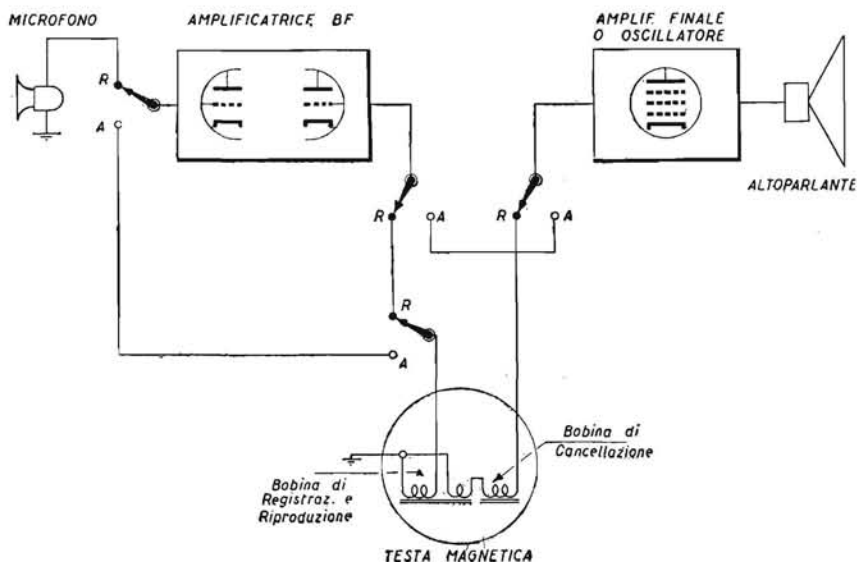 MICROFONO
AMPLIFICATRICE BF
AMPLIF. FINALE
O OSCILLATORE
R
A
ALTOPARLANTE
R
A
R
A
R
A
Bobina di
Cancellazione
Bobina di
Registraz. e
Riproduzione
TESTA MAGNETICA